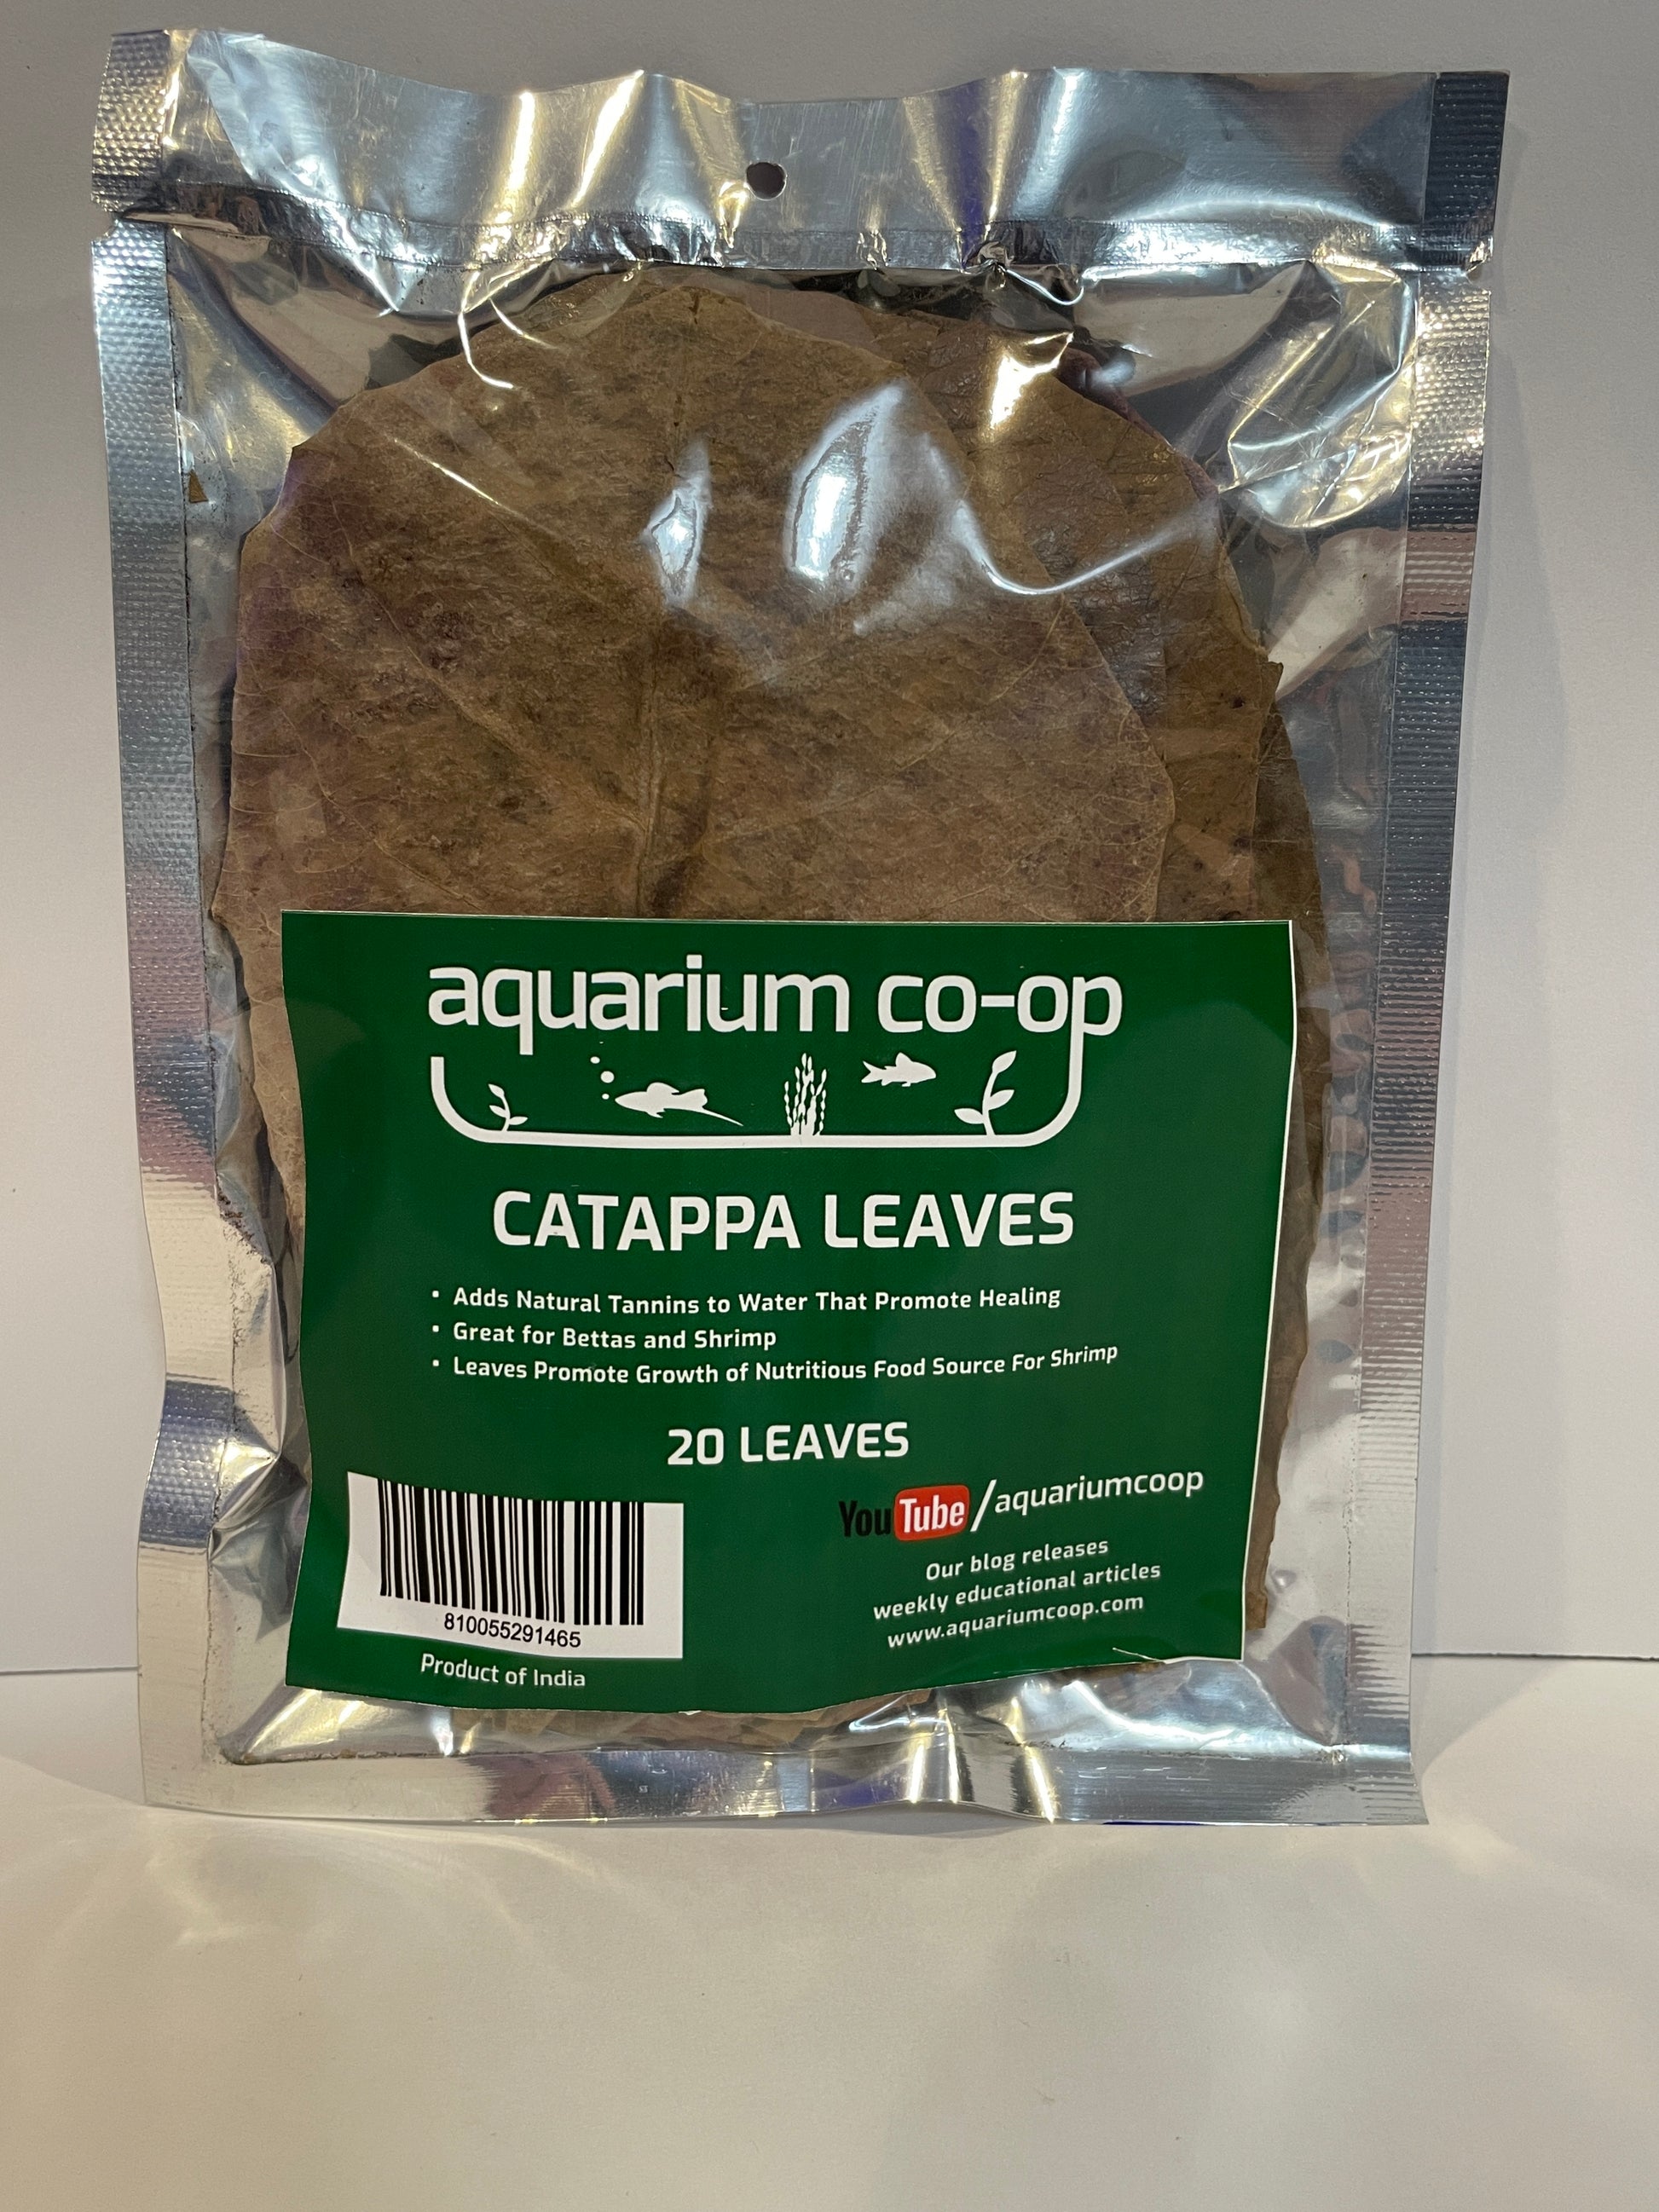 aquarium co-op
CATAPPA LEAVES
• Adds Natural Tannins to Water That Promote Healing
• Great for Bettas and Shrimp
• Leaves Promote Growth of Nutritious Food Source For Shrimp
20 LEAVES
YouTube/aquariumcoop
Our blog releases
weekly educational articles
www.aquariumcoop.com
810055291465
Product of India